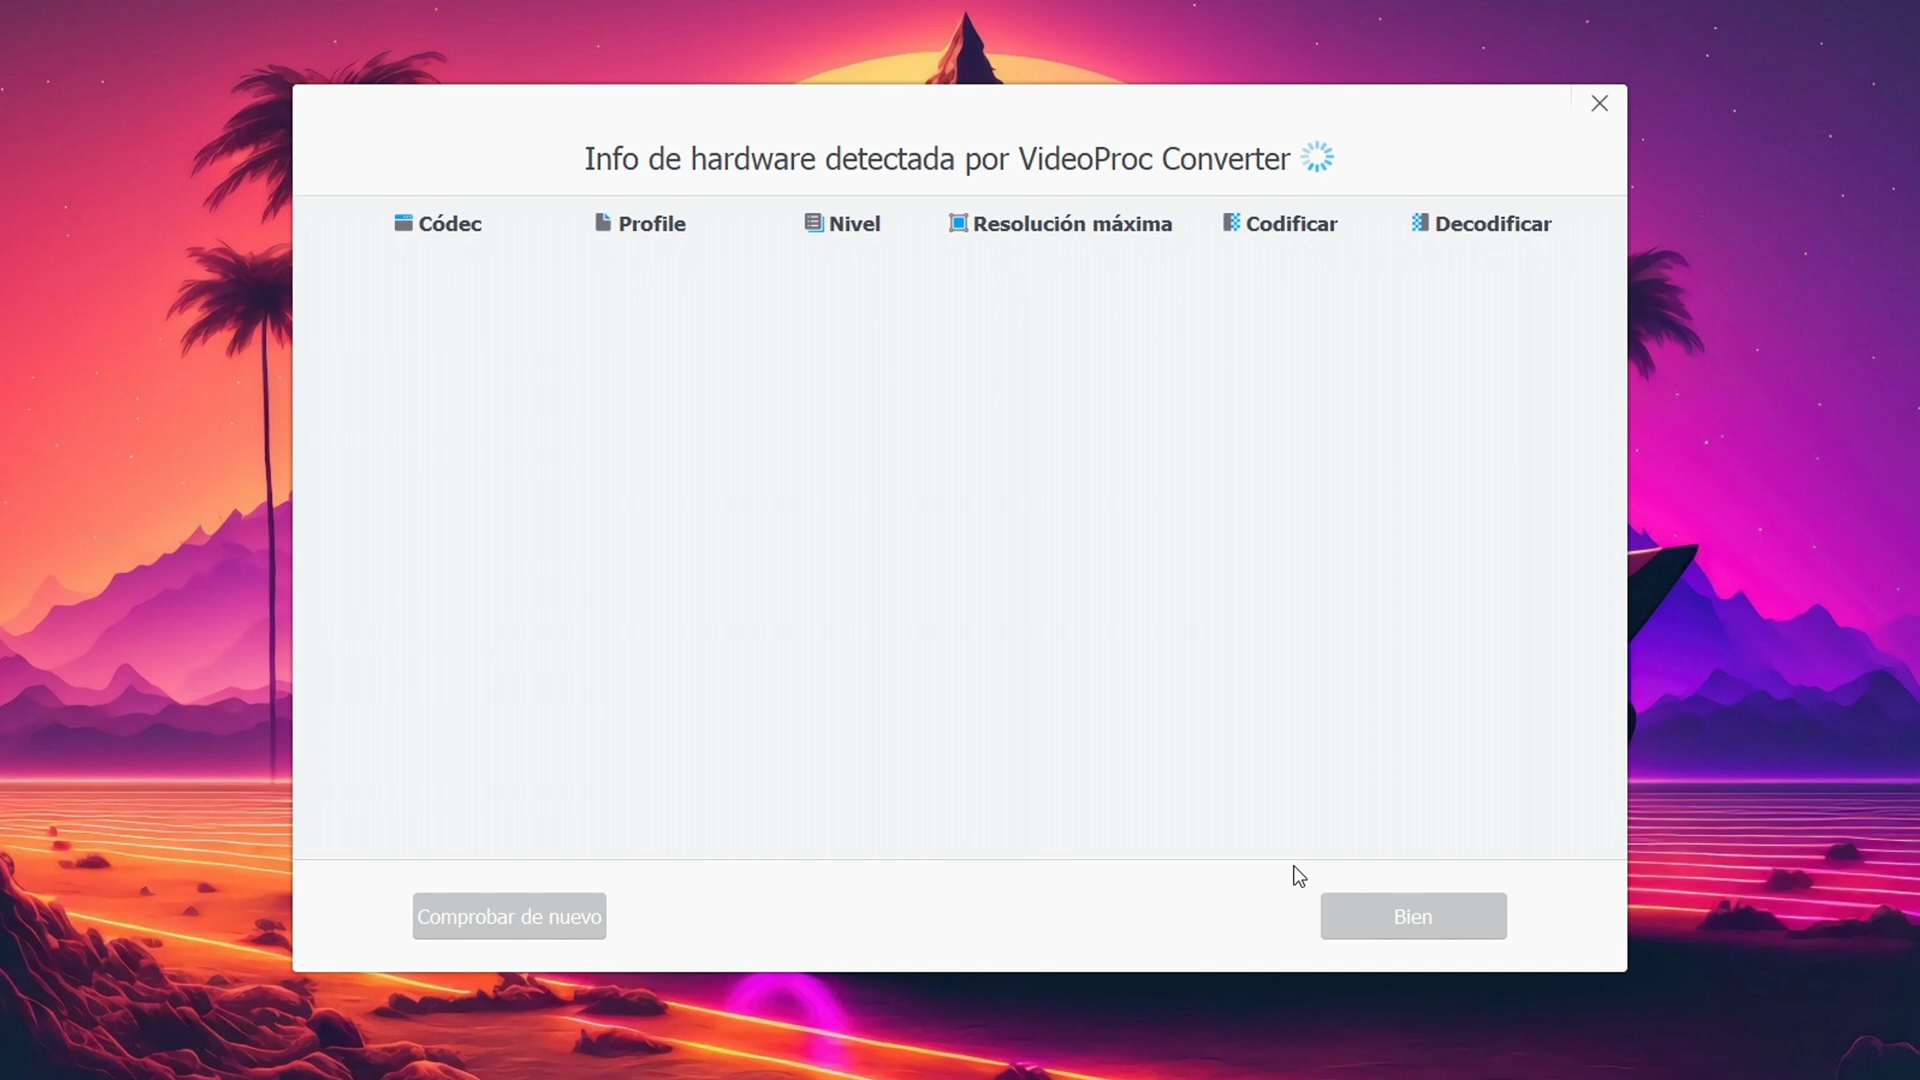 Info de hardware detectada por VideoProc Converter
Códec Profile Nivel Resolución máxima Codificar Decodificar
Comprobar de nuevo Bien